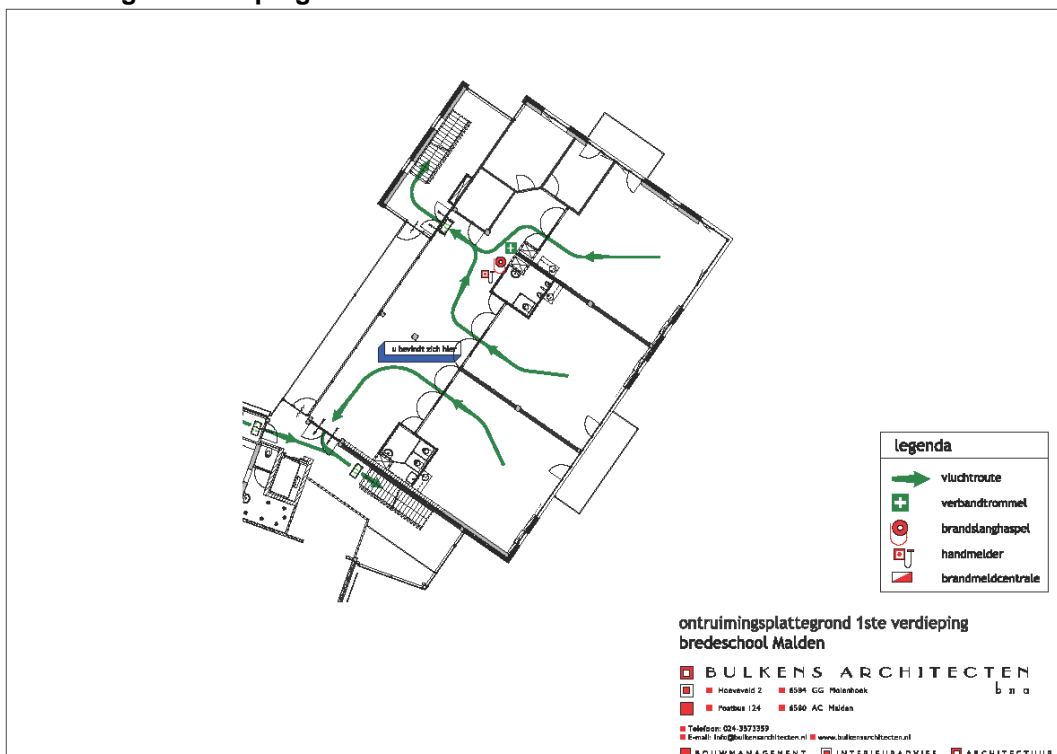 u bevindt zich hier
legenda
vluchtroute
verbandtrommel
brandslanghaspel
handmelder
brandmeldcentrale
ontruimingsplattegrond 1ste verdieping
bredeschool Malden
BULKENS ARCHITECTEN
bna
Hoeveveld 2 6584 GG Molenhoek
Postbus 124 6580 AC Malden
Telefoon: 024-3573359
E-mail: info@bulkensarchitecten.nl www.bulkensarchitecten.nl
BOUWMANAGEMENT INTERIEURADVIES ARCHITECTUUR